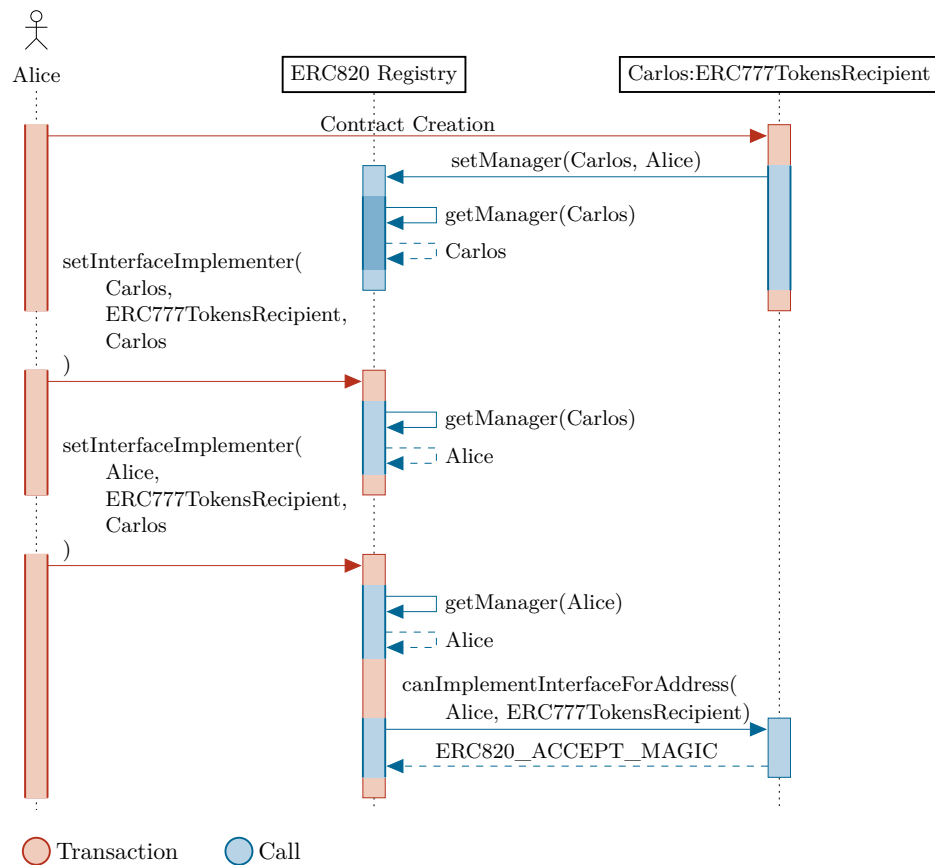 Alice
ERC820 Registry
Carlos:ERC777TokensRecipient
Contract Creation
setManager(Carlos, Alice)
getManager(Carlos)
Carlos
setInterfaceImplementer(
Carlos,
ERC777TokensRecipient,
Carlos
)
getManager(Carlos)
Alice
setInterfaceImplementer(
Alice,
ERC777TokensRecipient,
Carlos
)
getManager(Alice)
Alice
canImplementInterfaceForAddress(
Alice, ERC777TokensRecipient)
ERC820_ACCEPT_MAGIC
Transaction
Call